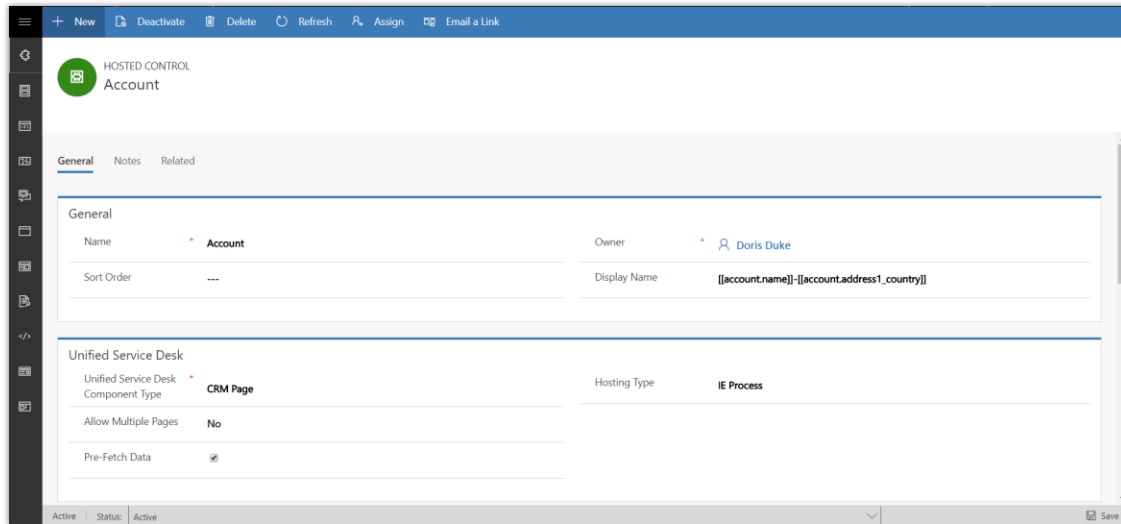 New Deactivate Delete Refresh Assign Email a Link
HOSTED CONTROL
Account
General Notes Related
General
Name * Account
Owner * Doris Duke
Sort Order ---
Display Name [[account.name]]-[[account.address1_country]]
Unified Service Desk
Unified Service Desk * CRM Page
Component Type
Hosting Type IE Process
Allow Multiple Pages No
Pre-Fetch Data
Active Status: Active Save